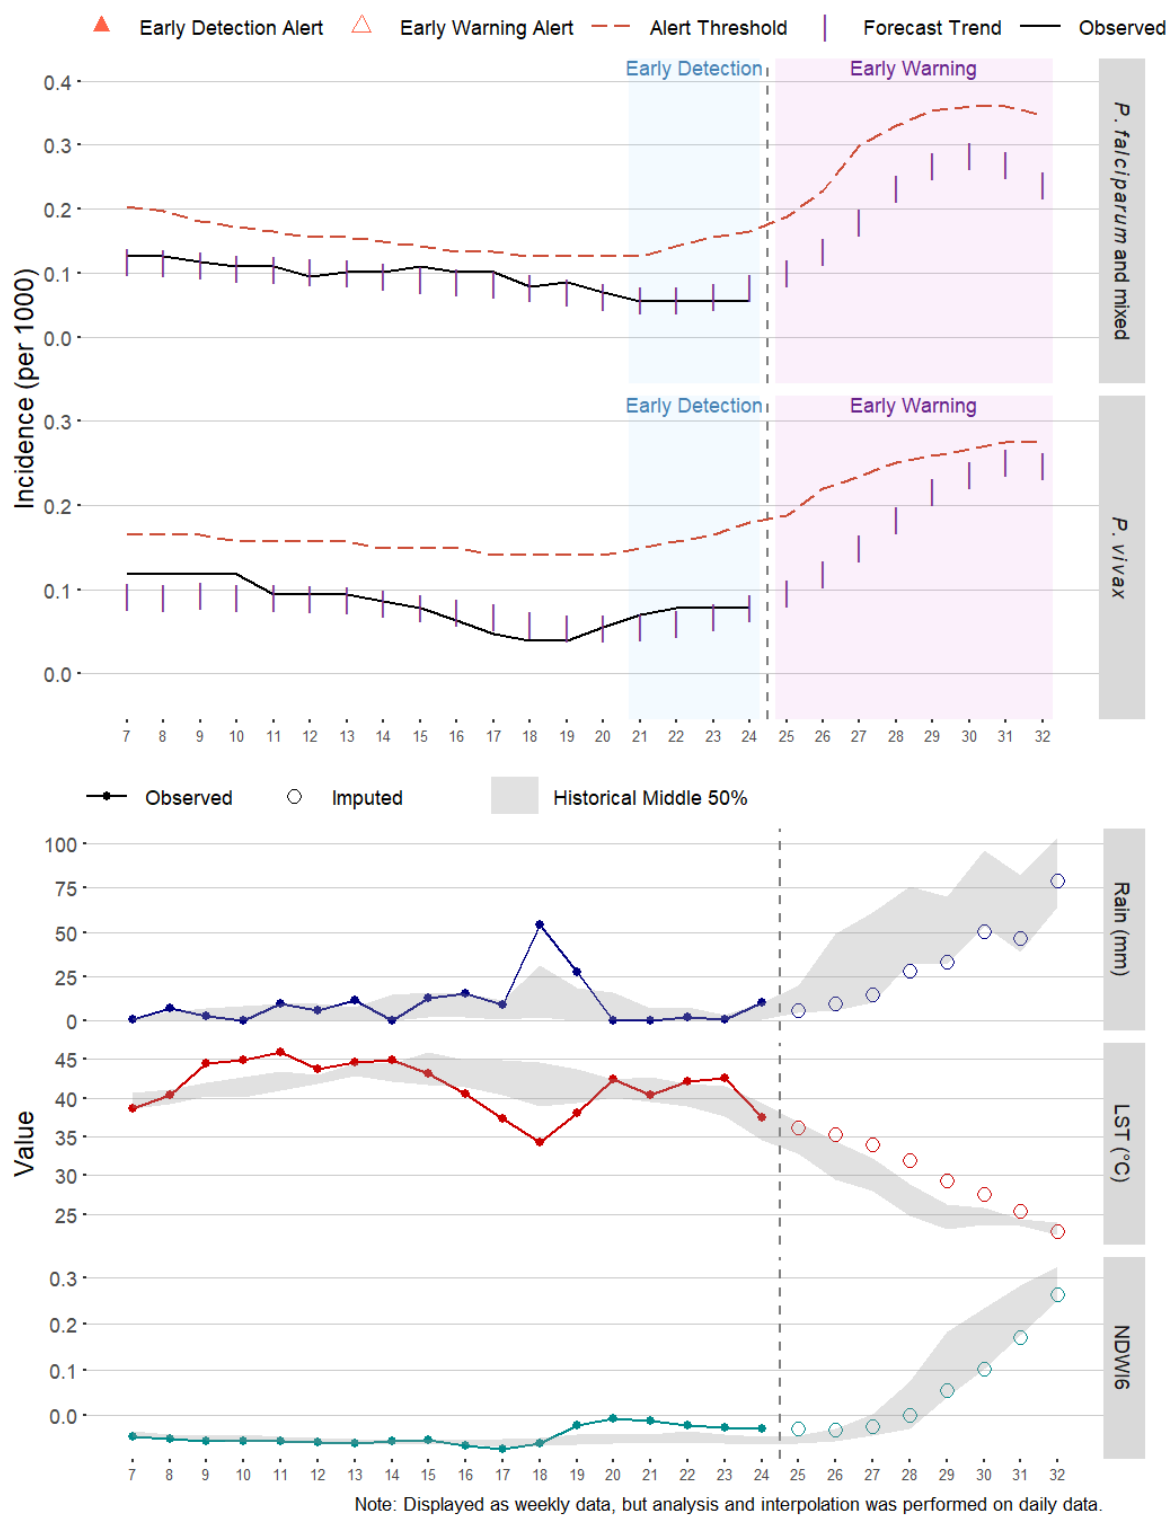 Early Detection Alert Early Warning Alert Alert Threshold Forecast Trend Observed
Early Detection Early Warning
0.4
0.3
0.2
0.1
0.0
P. falciparum and mixed
Incidence (per 1000)
Early Detection Early Warning
0.3
0.2
0.1
0.0
P. vivax
7 8 9 10 11 12 13 14 15 16 17 18 19 20 21 22 23 24 25 26 27 28 29 30 31 32
Observed Imputed Historical Middle 50%
100
75
50
25
0
Rain (mm)
Value
45
40
35
30
25
LST (°C)
0.3
0.2
0.1
0.0
NDWI6
7 8 9 10 11 12 13 14 15 16 17 18 19 20 21 22 23 24 25 26 27 28 29 30 31 32
Note: Displayed as weekly data, but analysis and interpolation was performed on daily data.